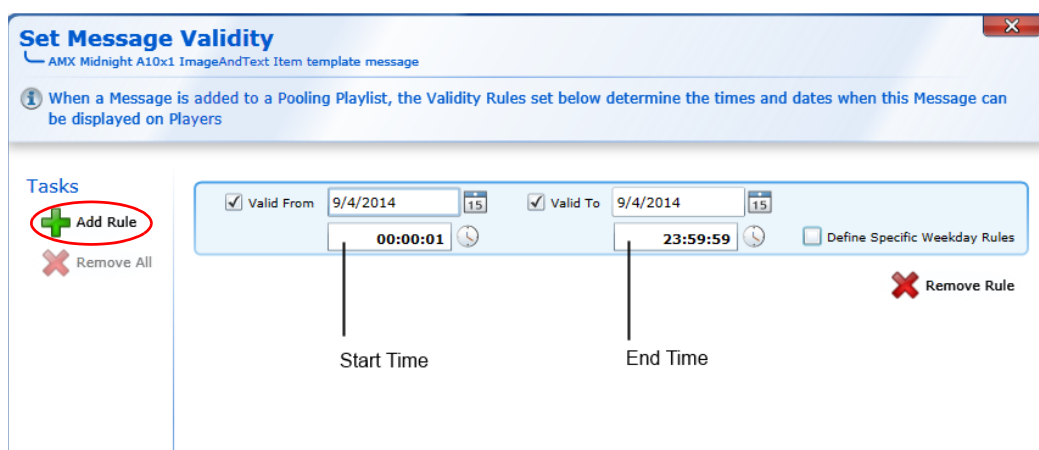 Set Message Validity
AMX Midnight A10x1 ImageAndText Item template message
When a Message is added to a Pooling Playlist, the Validity Rules set below determine the times and dates when this Message can
be displayed on Players
Tasks
Add Rule
Remove All
Valid From 9/4/2014 15 Valid To 9/4/2014 15
00:00:01 23:59:59 Define Specific Weekday Rules
Remove Rule
Start Time End Time